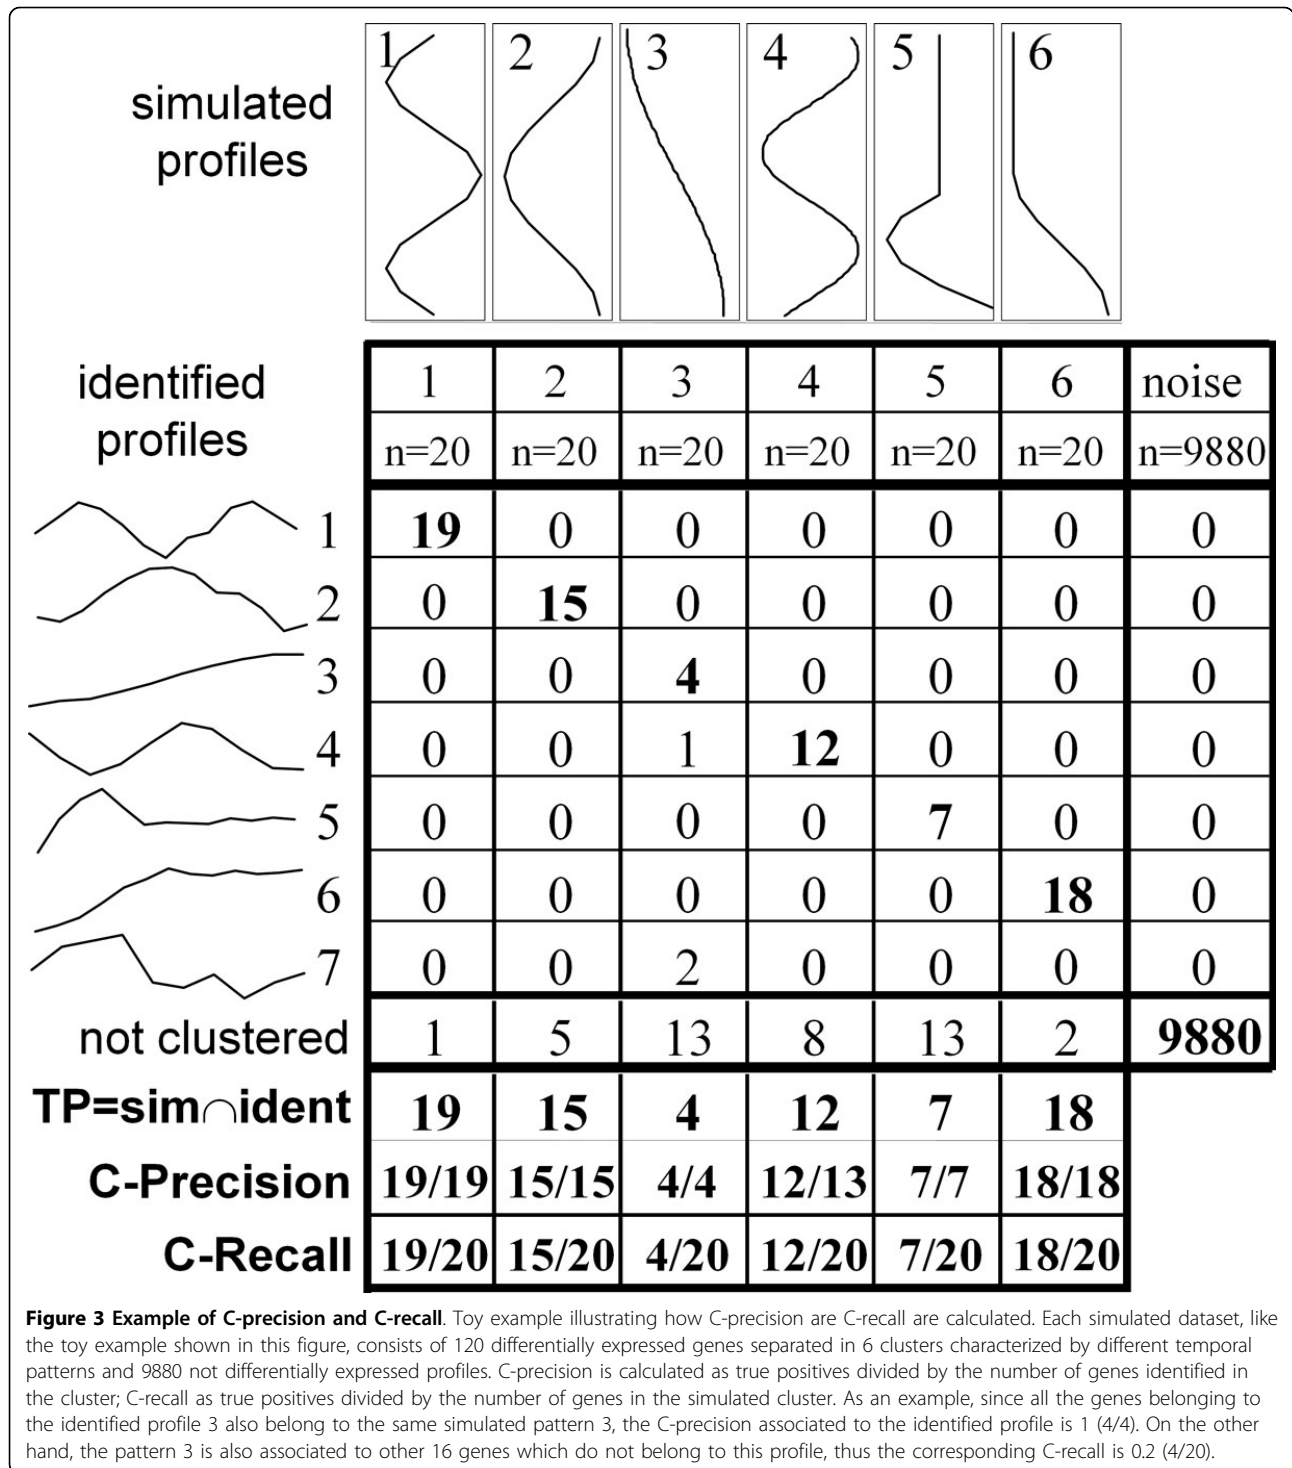 1 2 3 4 5 6
simulated
profiles
identified
profiles
1 2 3 4 5 6 noise
n=20 n=20 n=20 n=20 n=20 n=20 n=9880
1 19 0 0 0 0 0 0
2 0 15 0 0 0 0 0
3 0 0 4 0 0 0 0
4 0 0 1 12 0 0 0
5 0 0 0 0 7 0 0
6 0 0 0 0 0 18 0
7 0 0 2 0 0 0 0
not clustered 1 5 13 8 13 2 9880
TP=sim∩ident 19 15 4 12 7 18
C-Precision 19/19 15/15 4/4 12/13 7/7 18/18
C-Recall 19/20 15/20 4/20 12/20 7/20 18/20
Figure 3 Example of C-precision and C-recall. Toy example illustrating how C-precision are C-recall are calculated. Each simulated dataset, like
the toy example shown in this figure, consists of 120 differentially expressed genes separated in 6 clusters characterized by different temporal
patterns and 9880 not differentially expressed profiles. C-precision is calculated as true positives divided by the number of genes identified in
the cluster; C-recall as true positives divided by the number of genes in the simulated cluster. As an example, since all the genes belonging to
the identified profile 3 also belong to the same simulated pattern 3, the C-precision associated to the identified profile is 1 (4/4). On the other
hand, the pattern 3 is also associated to other 16 genes which do not belong to this profile, thus the corresponding C-recall is 0.2 (4/20).